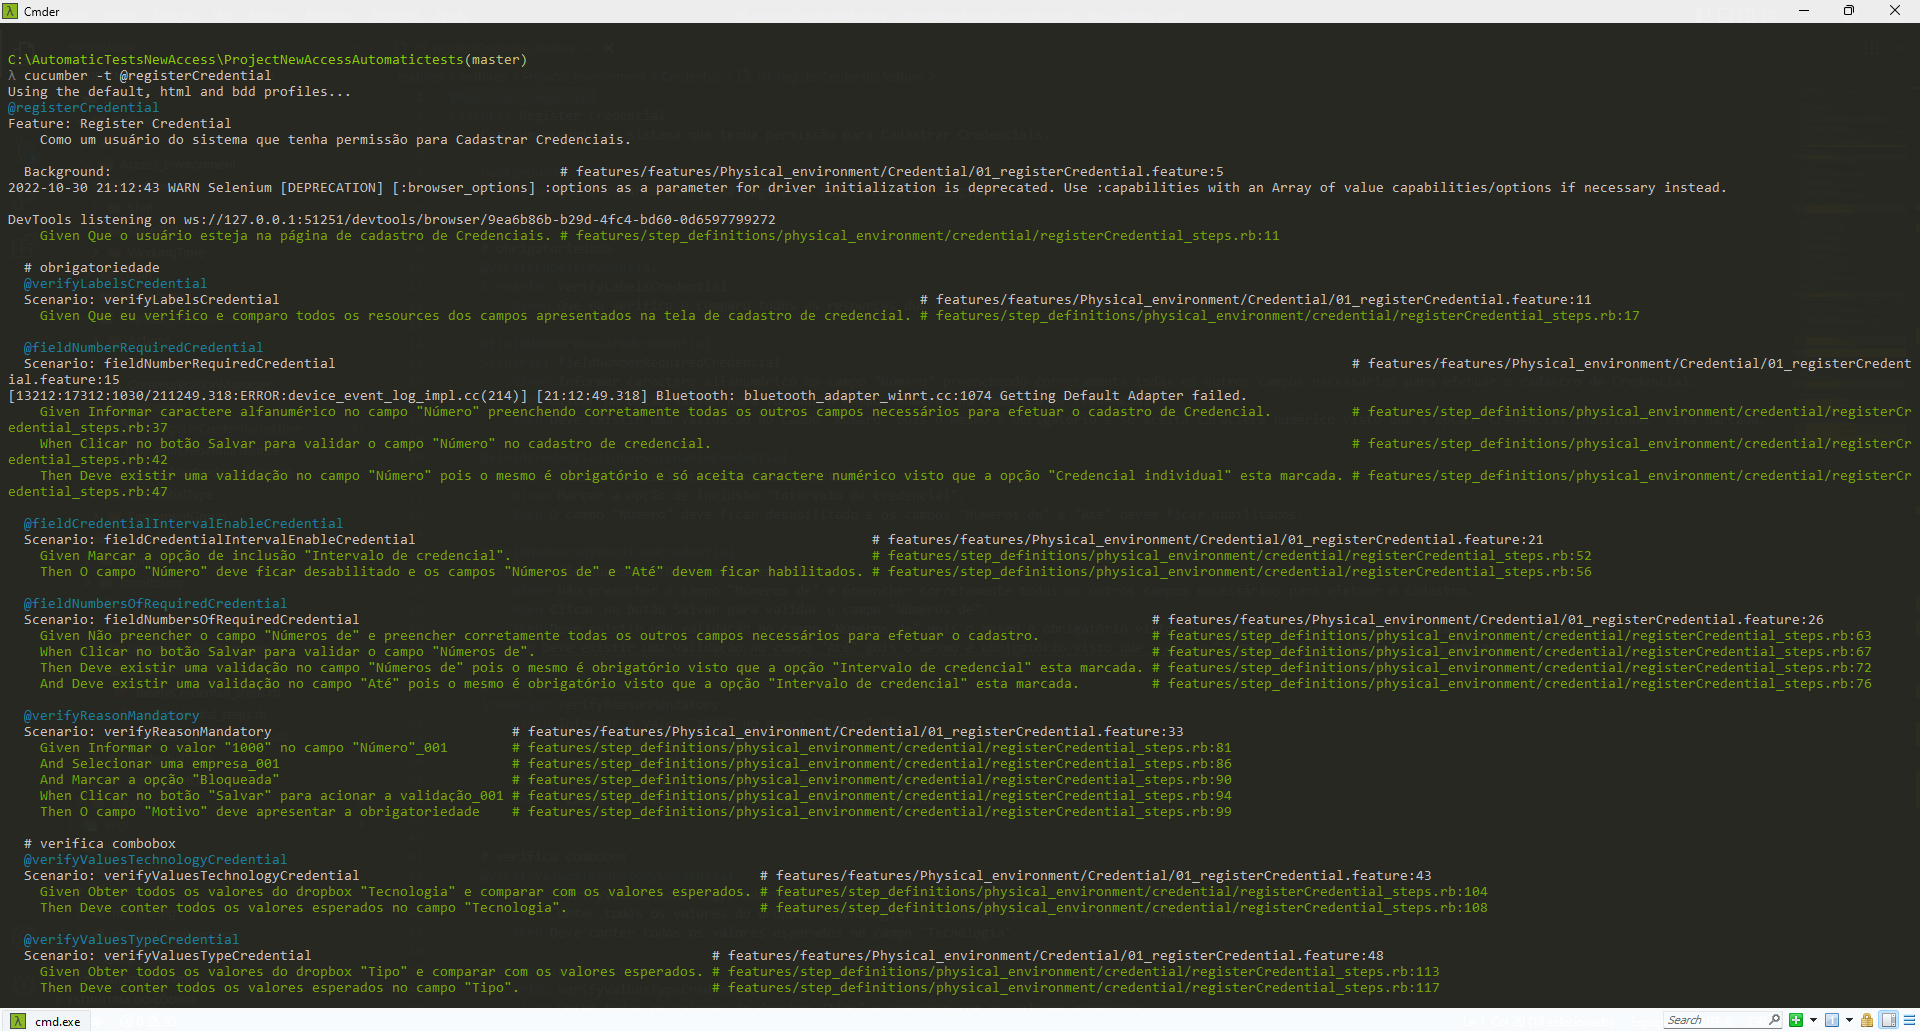 Cmder
C:\AutomaticTestsNewAccess\ProjectNewAccessAutomatictests(master)
λ cucumber -t @registerCredential
Using the default, html and bdd profiles...
@registerCredential
Feature: Register Credential
Como um usuário do sistema que tenha permissão para Cadastrar Credenciais.
Background: # features/features/Physical_environment/Credential/01_registerCredential.feature:5
2022-10-30 21:12:43 WARN Selenium [DEPRECATION] [:browser_options] :options as a parameter for driver initialization is deprecated. Use :capabilities with an Array of value capabilities/options if necessary instead.
DevTools listening on ws://127.0.0.1:51251/devtools/browser/9ea6b86b-b29d-4fc4-bd60-0d6597799272
Given Que o usuário esteja na página de cadastro de Credenciais. # features/step_definitions/physical_environment/credential/registerCredential_steps.rb:11
# obrigatoriedade
@verifyLabelsCredential
Scenario: verifyLabelsCredential # features/features/Physical_environment/Credential/01_registerCredential.feature:11
Given Que eu verifico e comparo todos os resources dos campos apresentados na tela de cadastro de credencial. # features/step_definitions/physical_environment/credential/registerCredential_steps.rb:17
@fieldNumberRequiredCredential
Scenario: fieldNumberRequiredCredential # features/features/Physical_environment/Credential/01_registerCredent
ial.feature:15
[13212:17312:1030/211249.318:ERROR:device_event_log_impl.cc(214)] [21:12:49.318] Bluetooth: bluetooth_adapter_winrt.cc:1074 Getting Default Adapter failed.
Given Informar caractere alfanumérico no campo "Número" preenchendo corretamente todas os outros campos necessários para efetuar o cadastro de Credencial. # features/step_definitions/physical_environment/credential/registerCr
edential_steps.rb:37
When Clicar no botão Salvar para validar o campo "Número" no cadastro de credencial. # features/step_definitions/physical_environment/credential/registerCr
edential_steps.rb:42
Then Deve existir uma validação no campo "Número" pois o mesmo é obrigatório e só aceita caractere numérico visto que a opção "Credencial individual" esta marcada. # features/step_definitions/physical_environment/credential/registerCr
edential_steps.rb:47
@fieldCredentialIntervalEnableCredential
Scenario: fieldCredentialIntervalEnableCredential # features/features/Physical_environment/Credential/01_registerCredential.feature:21
Given Marcar a opção de inclusão "Intervalo de credencial". # features/step_definitions/physical_environment/credential/registerCredential_steps.rb:52
Then O campo "Número" deve ficar desabilitado e os campos "Números de" e "Até" devem ficar habilitados. # features/step_definitions/physical_environment/credential/registerCredential_steps.rb:56
@fieldNumbersOfRequiredCredential
Scenario: fieldNumbersOfRequiredCredential # features/features/Physical_environment/Credential/01_registerCredential.feature:26
Given Não preencher o campo "Números de" e preencher corretamente todas os outros campos necessários para efetuar o cadastro. # features/step_definitions/physical_environment/credential/registerCredential_steps.rb:63
When Clicar no botão Salvar para validar o campo "Números de". # features/step_definitions/physical_environment/credential/registerCredential_steps.rb:67
Then Deve existir uma validação no campo "Números de" pois o mesmo é obrigatório visto que a opção "Intervalo de credencial" esta marcada. # features/step_definitions/physical_environment/credential/registerCredential_steps.rb:72
And Deve existir uma validação no campo "Até" pois o mesmo é obrigatório visto que a opção "Intervalo de credencial" esta marcada. # features/step_definitions/physical_environment/credential/registerCredential_steps.rb:76
@verifyReasonMandatory
Scenario: verifyReasonMandatory # features/features/Physical_environment/Credential/01_registerCredential.feature:33
Given Informar o valor "1000" no campo "Número"_001 # features/step_definitions/physical_environment/credential/registerCredential_steps.rb:81
And Selecionar uma empresa_001 # features/step_definitions/physical_environment/credential/registerCredential_steps.rb:86
And Marcar a opção "Bloqueada" # features/step_definitions/physical_environment/credential/registerCredential_steps.rb:90
When Clicar no botão "Salvar" para acionar a validação_001 # features/step_definitions/physical_environment/credential/registerCredential_steps.rb:94
Then O campo "Motivo" deve apresentar a obrigatoriedade # features/step_definitions/physical_environment/credential/registerCredential_steps.rb:99
# verifica combobox
@verifyValuesTechnologyCredential
Scenario: verifyValuesTechnologyCredential # features/features/Physical_environment/Credential/01_registerCredential.feature:43
Given Obter todos os valores do dropbox "Tecnologia" e comparar com os valores esperados. # features/step_definitions/physical_environment/credential/registerCredential_steps.rb:104
Then Deve conter todos os valores esperados no campo "Tecnologia". # features/step_definitions/physical_environment/credential/registerCredential_steps.rb:108
@verifyValuesTypeCredential
Scenario: verifyValuesTypeCredential # features/features/Physical_environment/Credential/01_registerCredential.feature:48
Given Obter todos os valores do dropbox "Tipo" e comparar com os valores esperados. # features/step_definitions/physical_environment/credential/registerCredential_steps.rb:113
Then Deve conter todos os valores esperados no campo "Tipo". # features/step_definitions/physical_environment/credential/registerCredential_steps.rb:117
λ cmd.exe
Search